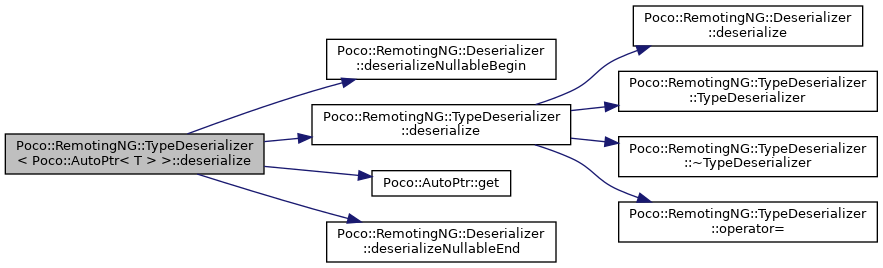 Poco::RemotingNG::TypeDeserializer
< Poco::AutoPtr< T > >::deserialize
Poco::RemotingNG::Deserializer
::deserializeNullableBegin
Poco::RemotingNG::TypeDeserializer
::deserialize
Poco::AutoPtr::get
Poco::RemotingNG::Deserializer
::deserializeNullableEnd
Poco::RemotingNG::Deserializer
::deserialize
Poco::RemotingNG::TypeDeserializer
::TypeDeserializer
Poco::RemotingNG::TypeDeserializer
::~TypeDeserializer
Poco::RemotingNG::TypeDeserializer
::operator=